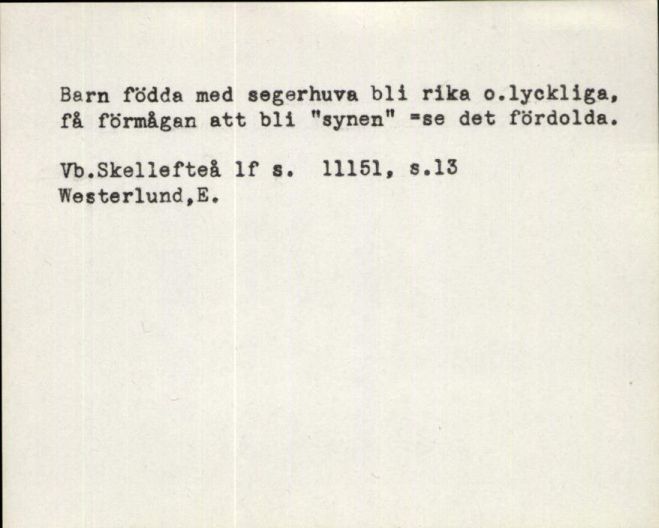 Barn födda med segerhuva bli rika o.lyckliga,
få förmågan att bli "synen" =se det fördolda.
Vb.Skellefteå lf s. 11151, s.13
Westerlund,E.